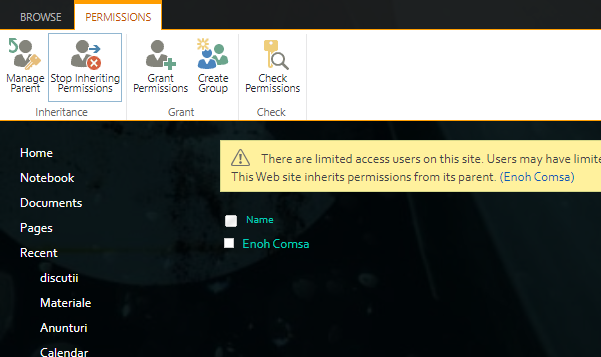 BROWSE
PERMISSIONS
Manage
Parent
Stop Inheriting
Permissions
Grant
Permissions
Create
Group
Check
Permissions
Inheritance
Grant
Check
Home
Notebook
Documents
Pages
Recent
discutii
Materiale
Anunturi
Calendar
There are limited access users on this site. Users may have limite
This Web site inherits permissions from its parent. (Enoh Comsa)
Name
Enoh Comsa